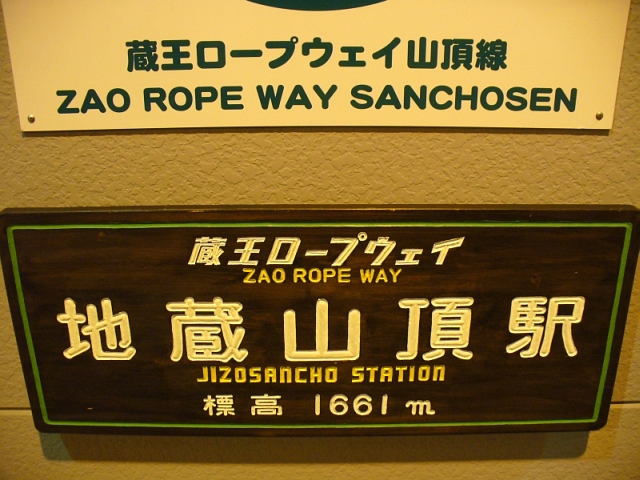 蔵王ロープウェイ山頂線
ZAO ROPE WAY SANCHOSEN
蔵王ロープウェイ
ZAO ROPE WAY
地蔵山頂駅
JIZOSANCHO STATION
標高 1661m